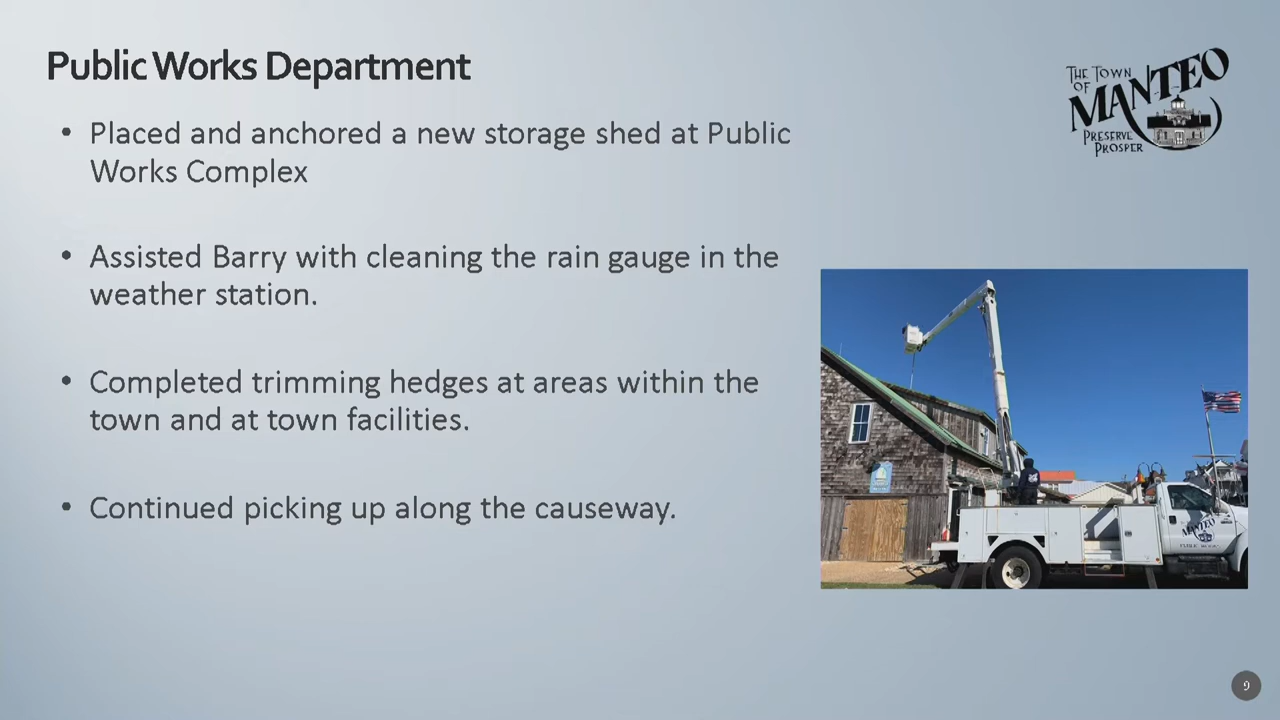 Public Works Department
THE TOWN
OF
MANTEO
PRESERVE
PROSPER
• Placed and anchored a new storage shed at Public
Works Complex
• Assisted Barry with cleaning the rain gauge in the
weather station.
• Completed trimming hedges at areas within the
town and at town facilities.
• Continued picking up along the causeway.
MANTEO
9